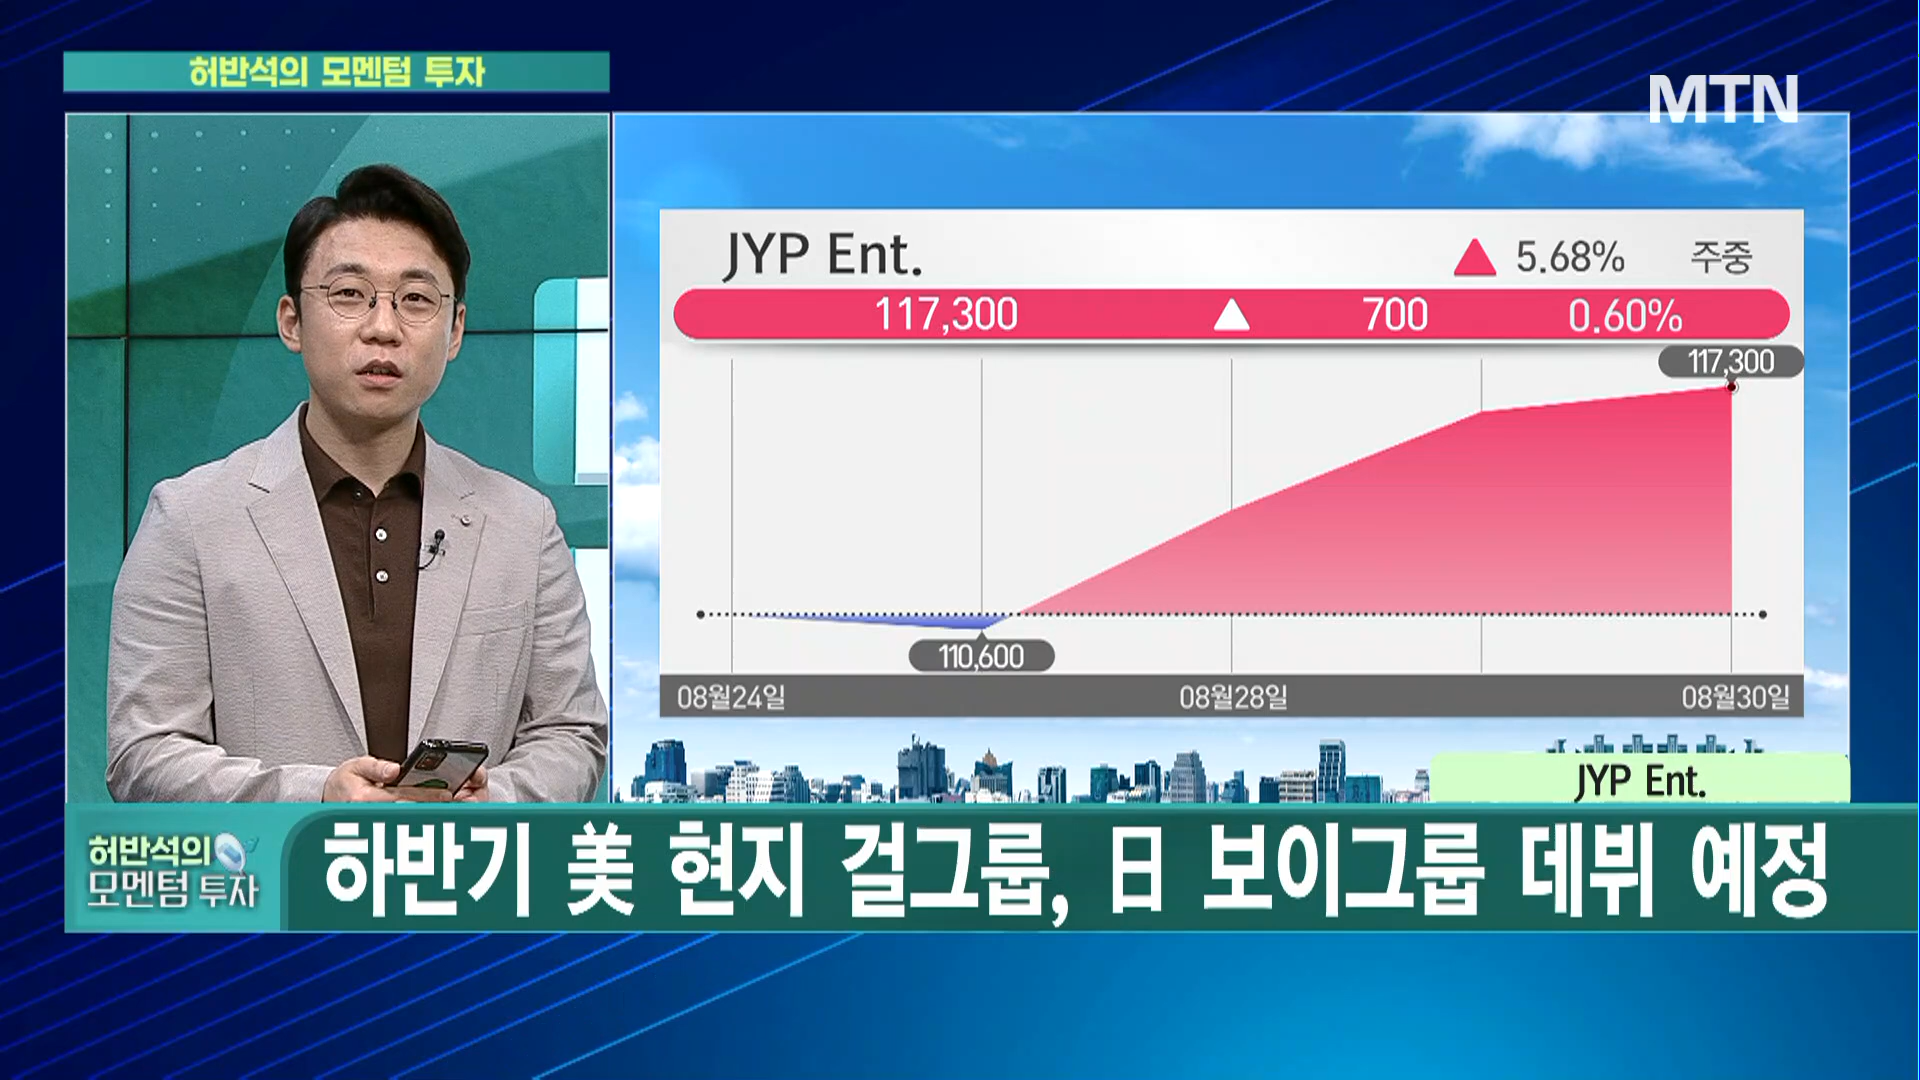 허반석의 모멘텀 투자
MTN
JYP Ent.
▲ 5.68% 주중
117,300 △ 700 0.60%
117,300
110,600
08월24일 08월28일 08월30일
JYP Ent.
허반석의
모멘텀 투자
하반기 美 현지 걸그룹, 日 보이그룹 데뷔 예정